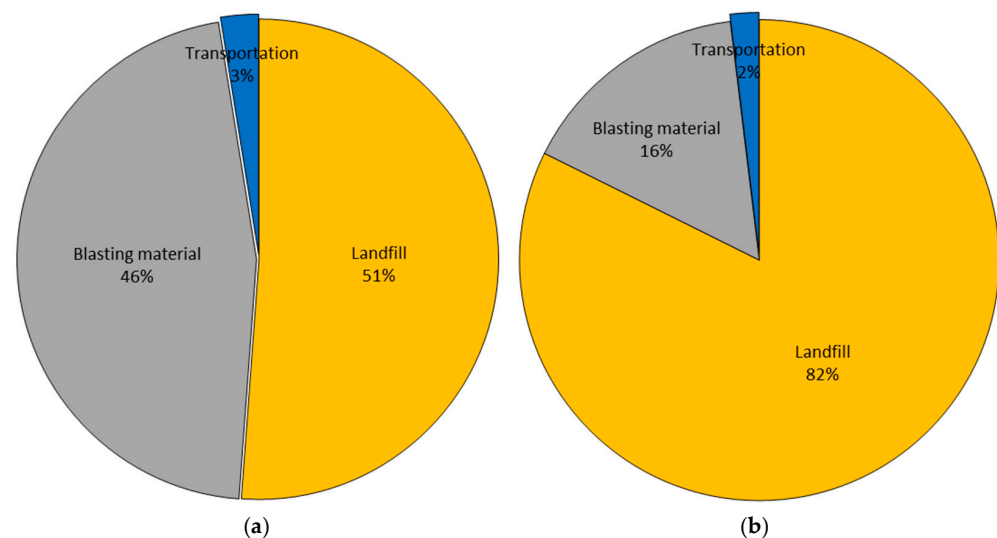 Transportation
3%
Blasting material
46%
Landfill
51%
(a)
Transportation
2%
Blasting material
16%
Landfill
82%
(b)